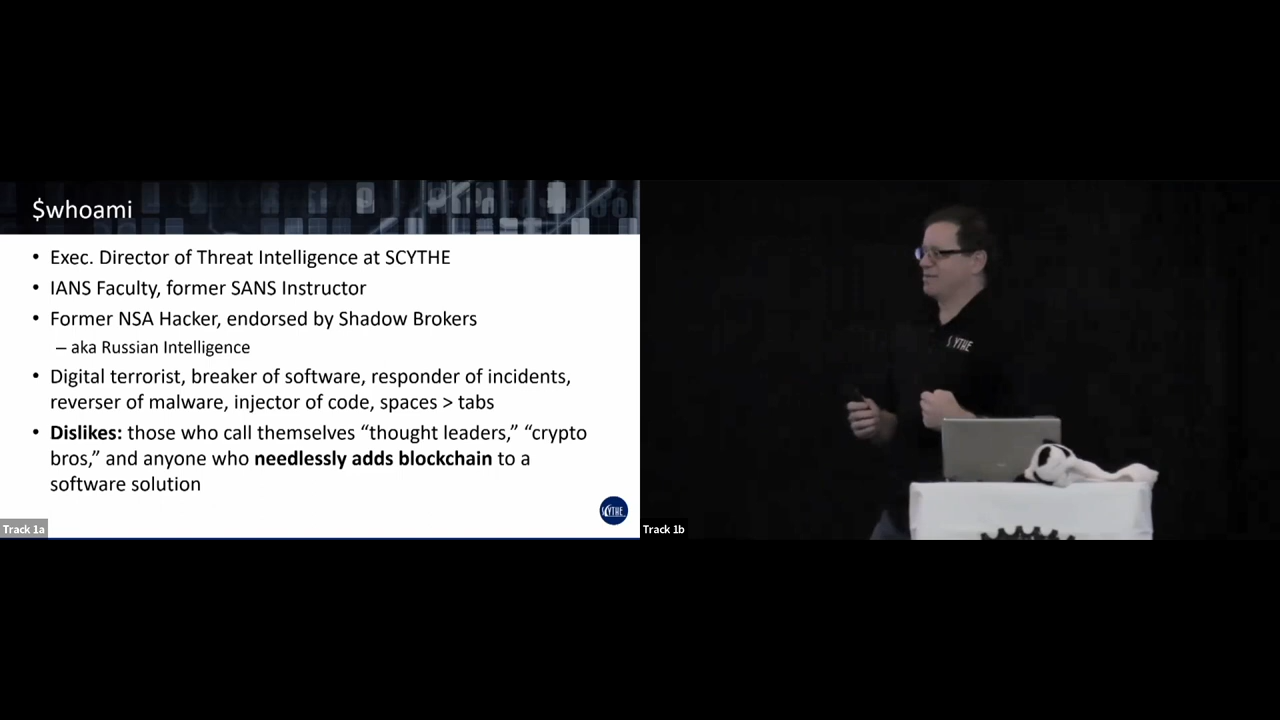 $whoami
• Exec. Director of Threat Intelligence at SCYTHE
• IANS Faculty, former SANS Instructor
• Former NSA Hacker, endorsed by Shadow Brokers
– aka Russian Intelligence
• Digital terrorist, breaker of software, responder of incidents,
reverser of malware, injector of code, spaces > tabs
• Dislikes: those who call themselves “thought leaders,” “crypto
bros,” and anyone who needlessly adds blockchain to a
software solution
SCYTHE
Track 1a
SCYTHE
Track 1b